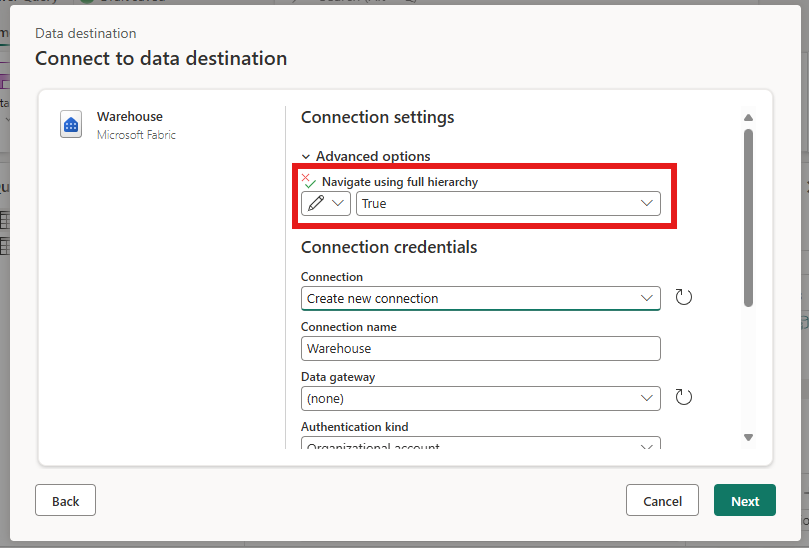 Data destination
Connect to data destination
Warehouse
Microsoft Fabric
Connection settings
Advanced options
Navigate using full hierarchy
True
Connection credentials
Connection
Create new connection
Connection name
Warehouse
Data gateway
(none)
Authentication kind
Organizational account
Back
Cancel
Next